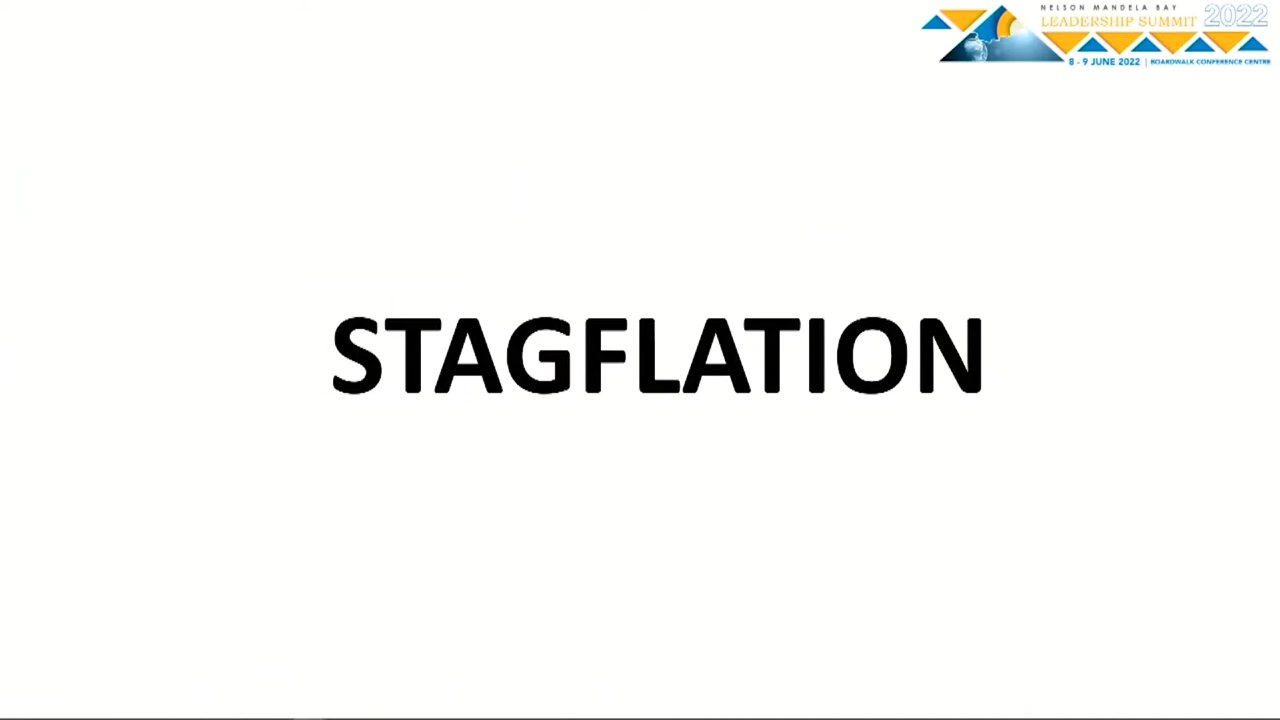 NELSON MANDELA BAY
LEADERSHIP SUMMIT 2022
8 - 9 JUNE 2022 | BOARDWALK CONFERENCE CENTRE
STAGFLATION